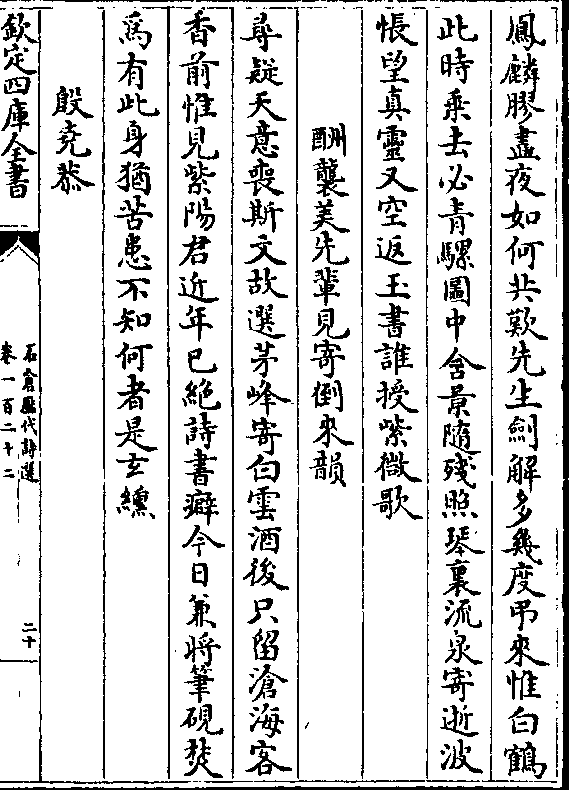 鳳麟膠盡夜如何共歎先生劍解多幾度弔來惟白鶴
此時乗去必青騾圖中含景隨殘照琴裏流泉寄逝波
悵望真靈又空返玉書誰授紫微歌
酬襲美先輩見寄倒來韻
尋疑天意喪斯文故選茅峰寄白雲酒後只留滄海客
香前惟見紫陽君近年已絶詩書癖今日兼將筆硯焚
為有此身猶苦患不知何者是玄纁
殷堯恭
欽定四庫全書
石倉歷代詩選
卷一百二十二
二十